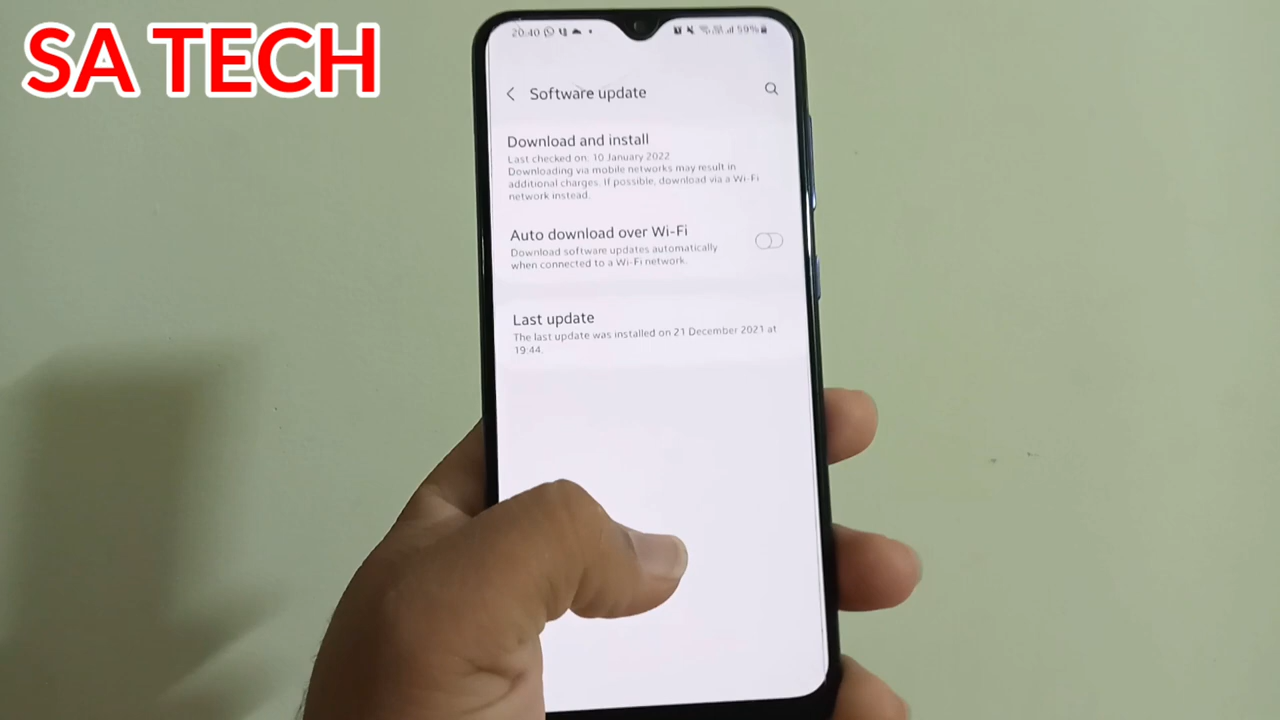 SA TECH
20:40
59%
Software update
Download and install
Last checked on: 10 January 2022
Downloading via mobile networks may result in
additional charges. If possible, download via a Wi-Fi
network instead.
Auto download over Wi-Fi
Download software updates automatically
when connected to a Wi-Fi network.
Last update
The last update was installed on 21 December 2021 at
19:44.